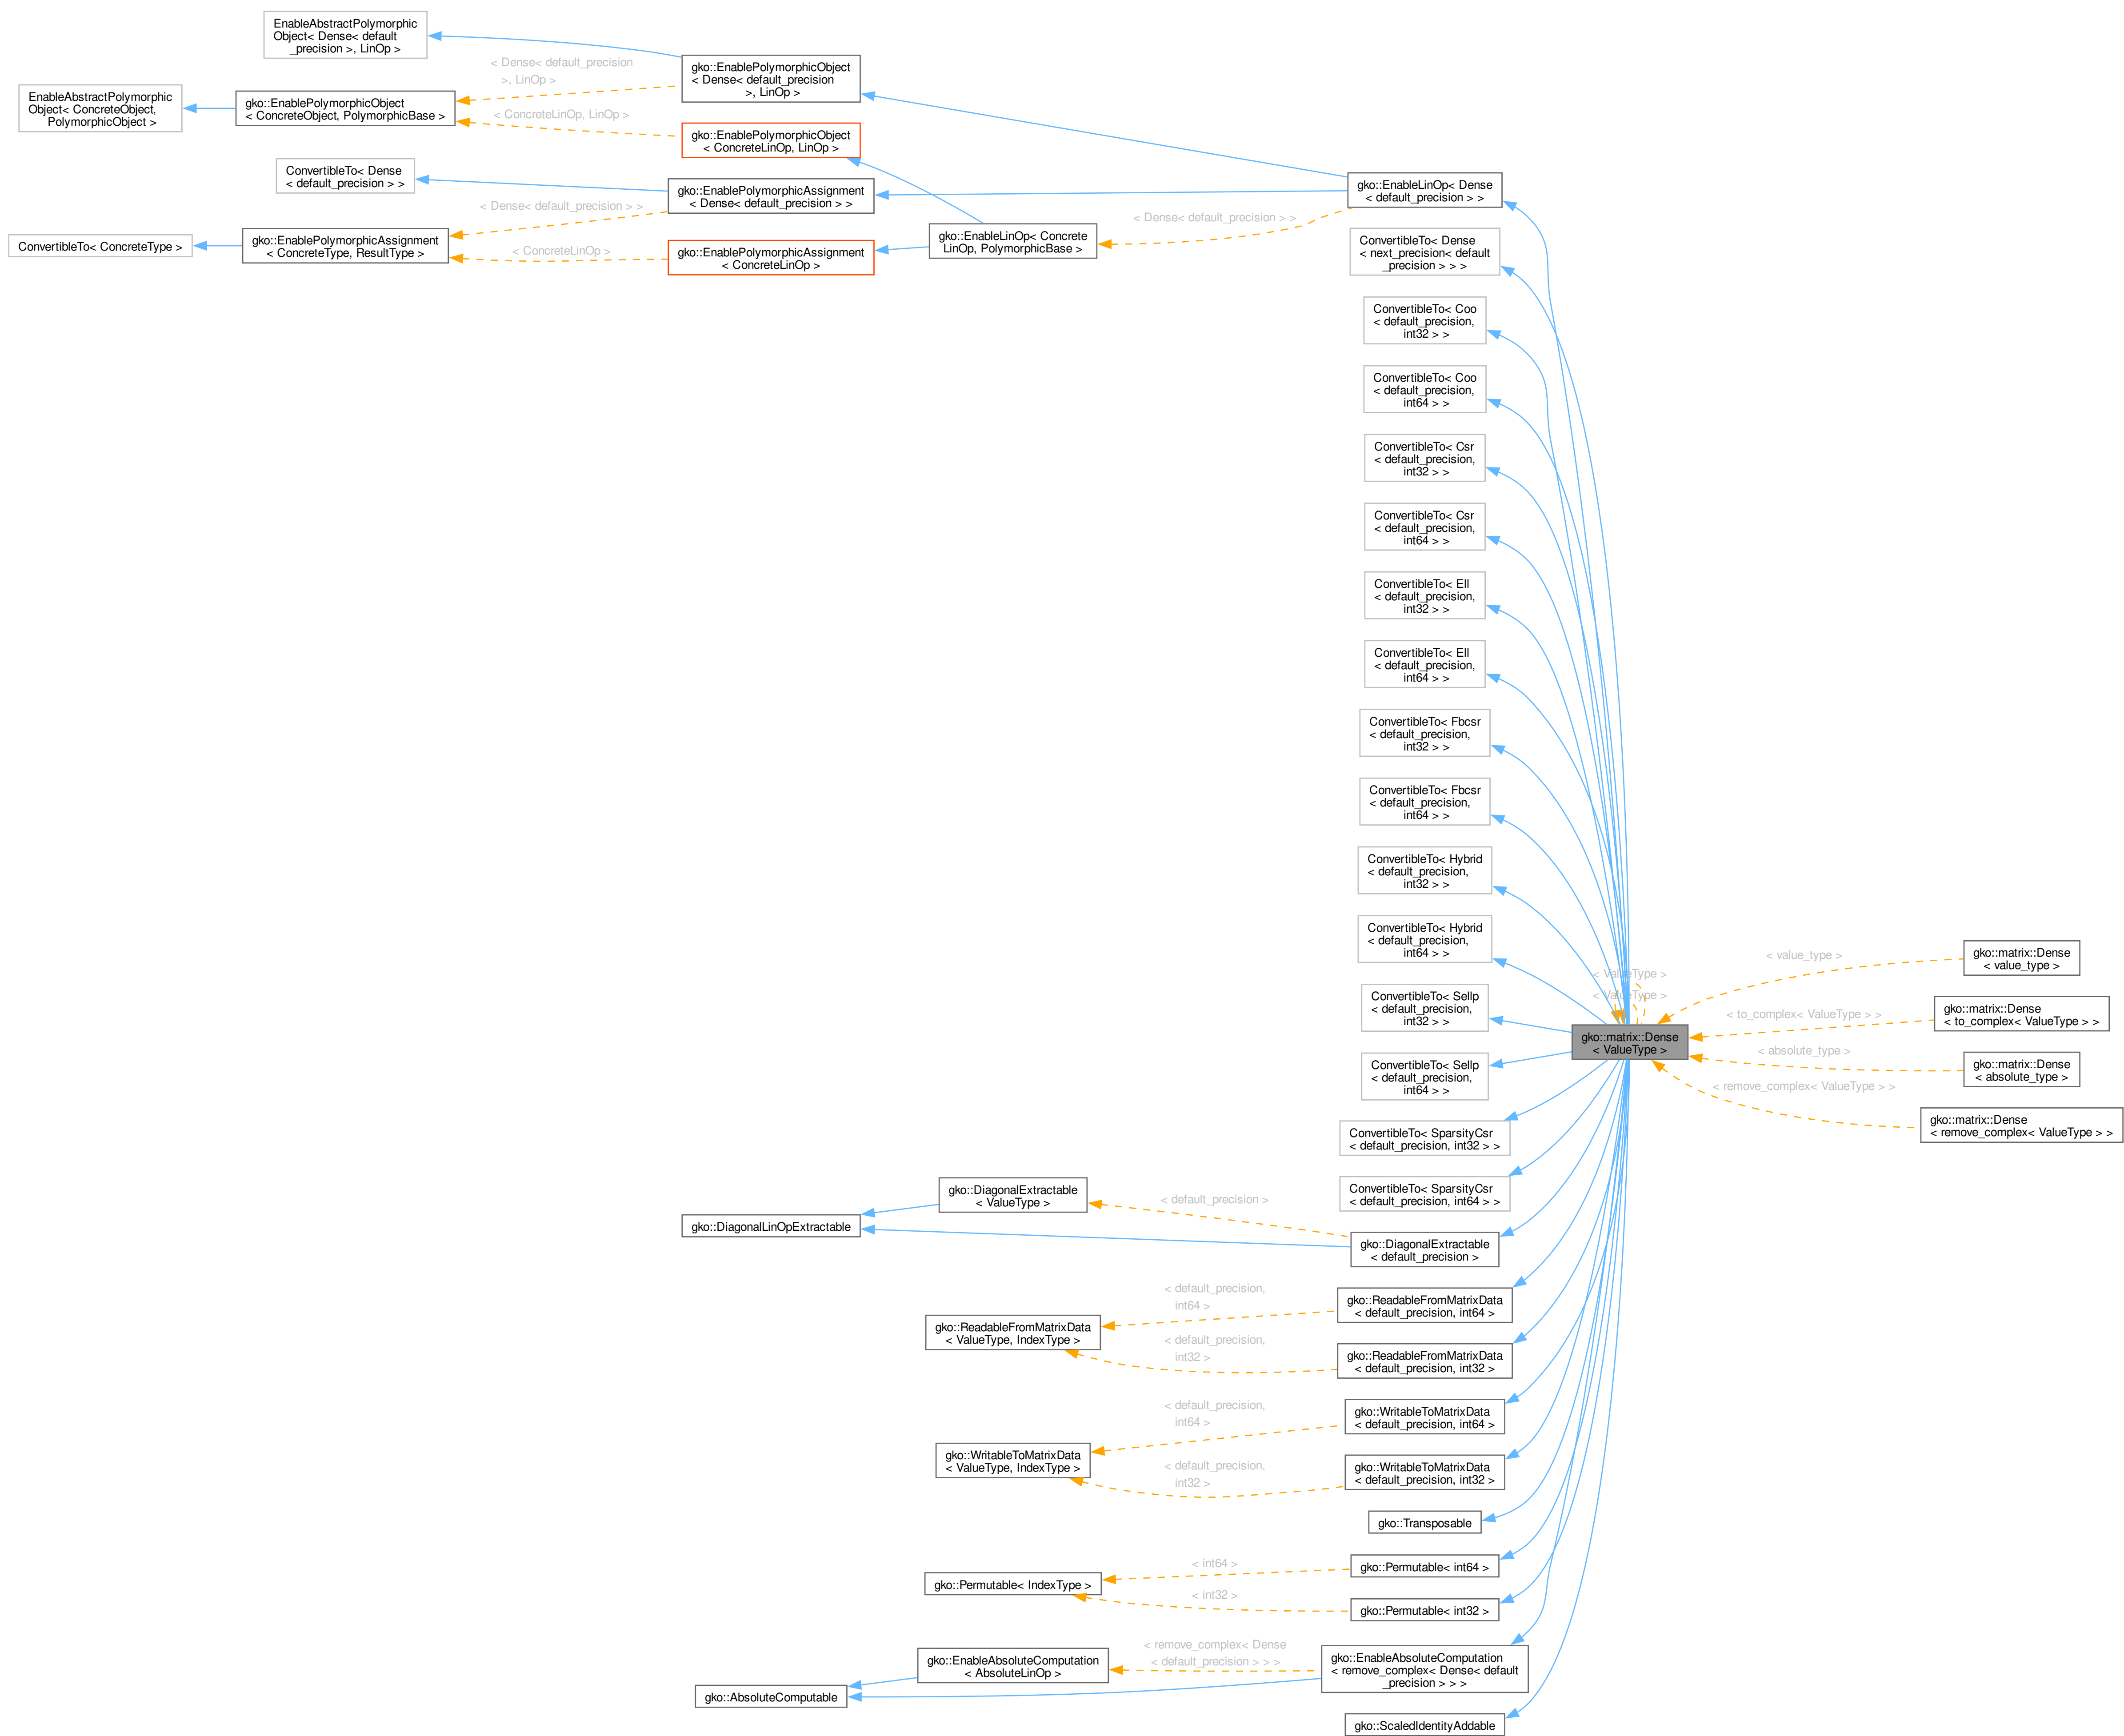 EnableAbstractPolymorphic
Object< Dense< default
_precision >, LinOp >
EnableAbstractPolymorphic
Object< ConcreteObject,
PolymorphicObject >
gko::EnablePolymorphicObject
< ConcreteObject, PolymorphicBase >
< Dense< default_precision
>, LinOp >
< ConcreteLinOp, LinOp >
gko::EnablePolymorphicObject
< Dense< default_precision
>, LinOp >
gko::EnablePolymorphicObject
< ConcreteLinOp, LinOp >
ConvertibleTo< Dense
< default_precision > >
gko::EnablePolymorphicAssignment
< Dense< default_precision > >
< Dense< default_precision > >
ConvertibleTo< ConcreteType >
gko::EnablePolymorphicAssignment
< ConcreteType, ResultType >
< ConcreteLinOp >
gko::EnablePolymorphicAssignment
< ConcreteLinOp >
gko::EnableLinOp< Concrete
LinOp, PolymorphicBase >
< Dense< default_precision > >
gko::EnableLinOp< Dense
< default_precision > >
ConvertibleTo< Dense
< next_precision< default
_precision > > >
ConvertibleTo< Coo
< default_precision,
int32 > >
ConvertibleTo< Coo
< default_precision,
int64 > >
ConvertibleTo< Csr
< default_precision,
int32 > >
ConvertibleTo< Csr
< default_precision,
int64 > >
ConvertibleTo< Ell
< default_precision,
int32 > >
ConvertibleTo< Ell
< default_precision,
int64 > >
ConvertibleTo< Fbcsr
< default_precision,
int32 > >
ConvertibleTo< Fbcsr
< default_precision,
int64 > >
ConvertibleTo< Hybrid
< default_precision,
int32 > >
ConvertibleTo< Hybrid
< default_precision,
int64 > >
ConvertibleTo< Sellp
< default_precision,
int32 > >
ConvertibleTo< Sellp
< default_precision,
int64 > >
ConvertibleTo< SparsityCsr
< default_precision, int32 > >
ConvertibleTo< SparsityCsr
< default_precision, int64 > >
< ValueType >
< ValueType >
gko::matrix::Dense
< ValueType >
< value_type >
gko::matrix::Dense
< value_type >
< to_complex< ValueType > >
gko::matrix::Dense
< to_complex< ValueType > >
< absolute_type >
gko::matrix::Dense
< absolute_type >
< remove_complex< ValueType > >
gko::matrix::Dense
< remove_complex< ValueType > >
gko::DiagonalLinOpExtractable
gko::DiagonalExtractable
< ValueType >
< default_precision >
gko::DiagonalExtractable
< default_precision >
gko::ReadableFromMatrixData
< ValueType, IndexType >
< default_precision,
int64 >
< default_precision,
int32 >
gko::ReadableFromMatrixData
< default_precision, int64 >
gko::ReadableFromMatrixData
< default_precision, int32 >
gko::WritableToMatrixData
< ValueType, IndexType >
< default_precision,
int64 >
< default_precision,
int32 >
gko::WritableToMatrixData
< default_precision, int64 >
gko::WritableToMatrixData
< default_precision, int32 >
gko::Transposable
gko::Permutable< IndexType >
< int64 >
< int32 >
gko::Permutable< int64 >
gko::Permutable< int32 >
gko::AbsoluteComputable
gko::EnableAbsoluteComputation
< AbsoluteLinOp >
< remove_complex< Dense
< default_precision > > >
gko::EnableAbsoluteComputation
< remove_complex< Dense< default
_precision > > >
gko::ScaledIdentityAddable